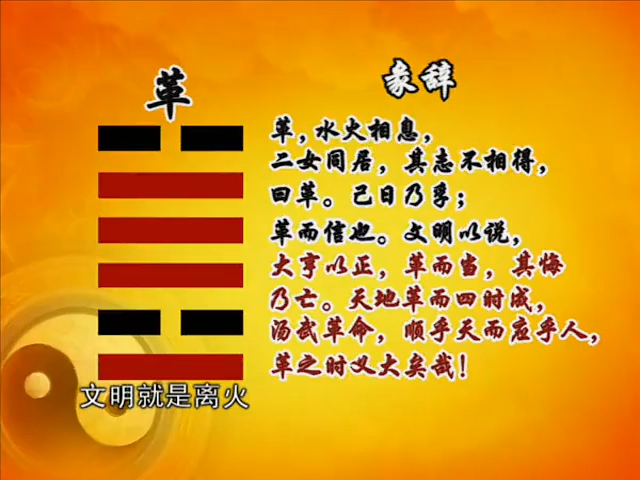 革
彖辞
革,水火相息,
二女同居，其志不相得，
曰革。己日乃孚；
革而信也。文明以说，
大亨以正，革而当，其悔
乃亡。天地革而四时成，
汤武革命，顺乎天而应乎人，
革之时义大矣哉！
文明就是离火